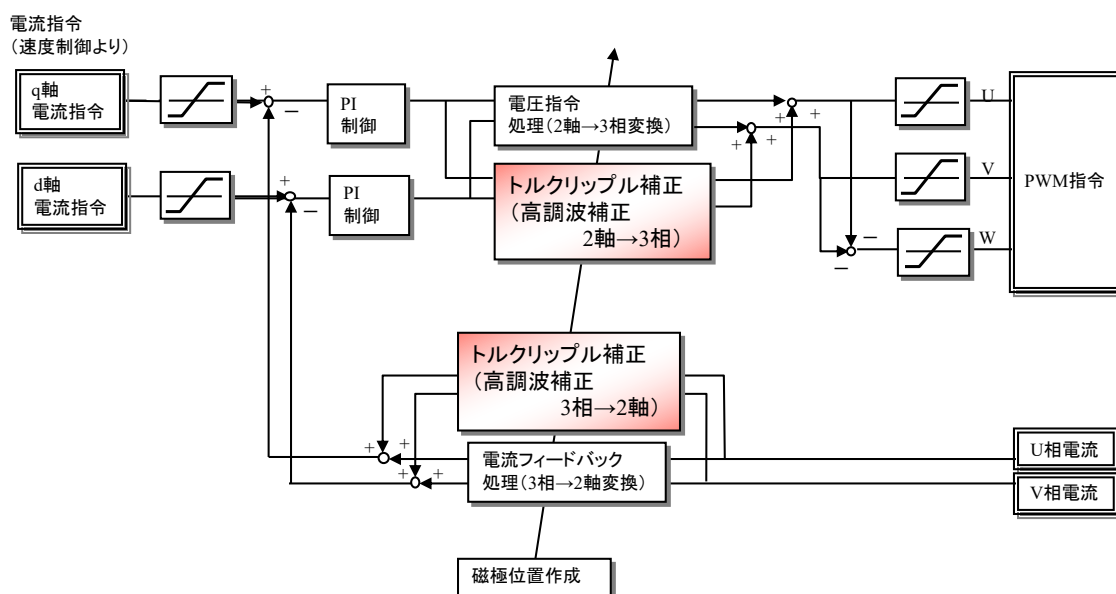 電流指令
（速度制御より）
q軸
電流指令
+
−
PI
制御
電圧指令
処理（2軸→3相変換）
+
+
+
+
U
d軸
電流指令
+
−
PI
制御
トルクリップル補正
（高調波補正
2軸→3相）
V
PWM指令
−
−
W
トルクリップル補正
（高調波補正
3相→2軸）
+
+
+
+
電流フィードバック
処理（3相→2軸変換）
U相電流
V相電流
磁極位置作成